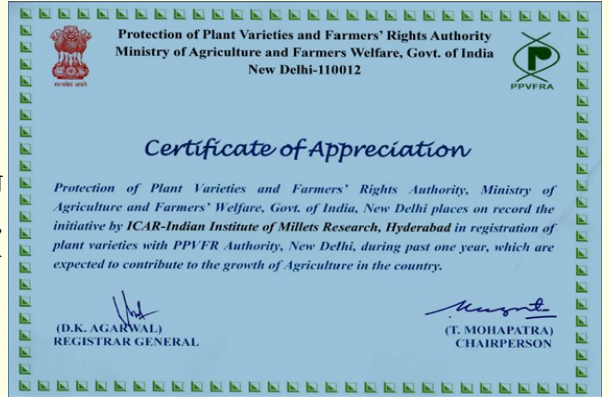 Protection of Plant Varieties and Farmers' Rights Authority
Ministry of Agriculture and Farmers Welfare, Govt. of India
New Delhi-110012
सत्यमेव जयते
PPVFRA
Certificate of Appreciation
Protection of Plant Varieties and Farmers' Rights Authority, Ministry of
Agriculture and Farmers' Welfare, Govt. of India, New Delhi places on record the
initiative by ICAR-Indian Institute of Millets Research, Hyderabad in registration of
plant varieties with PPVFR Authority, New Delhi, during past one year, which are
expected to contribute to the growth of Agriculture in the country.
(D.K. AGARWAL)
REGISTRAR GENERAL
(T. MOHAPATRA)
CHAIRPERSON